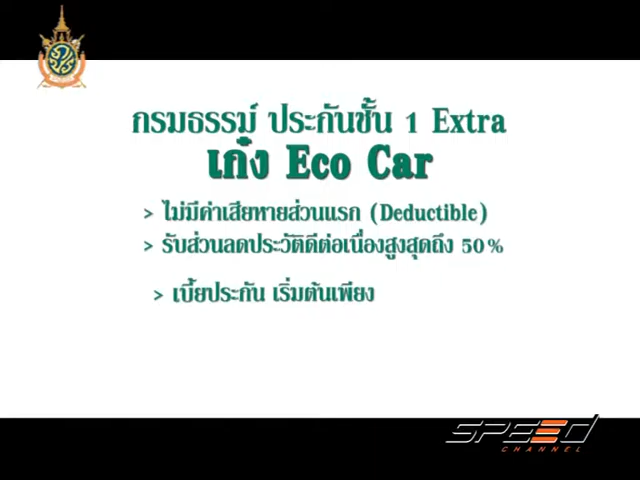 กรมธรรม์ ประกันชั้น 1 Extra
เก๋ง Eco Car
> ไม่มีค่าเสียหายส่วนแรก (Deductible)
> รับส่วนลดประวัติดีต่อเนื่องสูงสุดถึง 50%
> เบี้ยประกัน เริ่มต้นเพียง
SPEED
CHANNEL